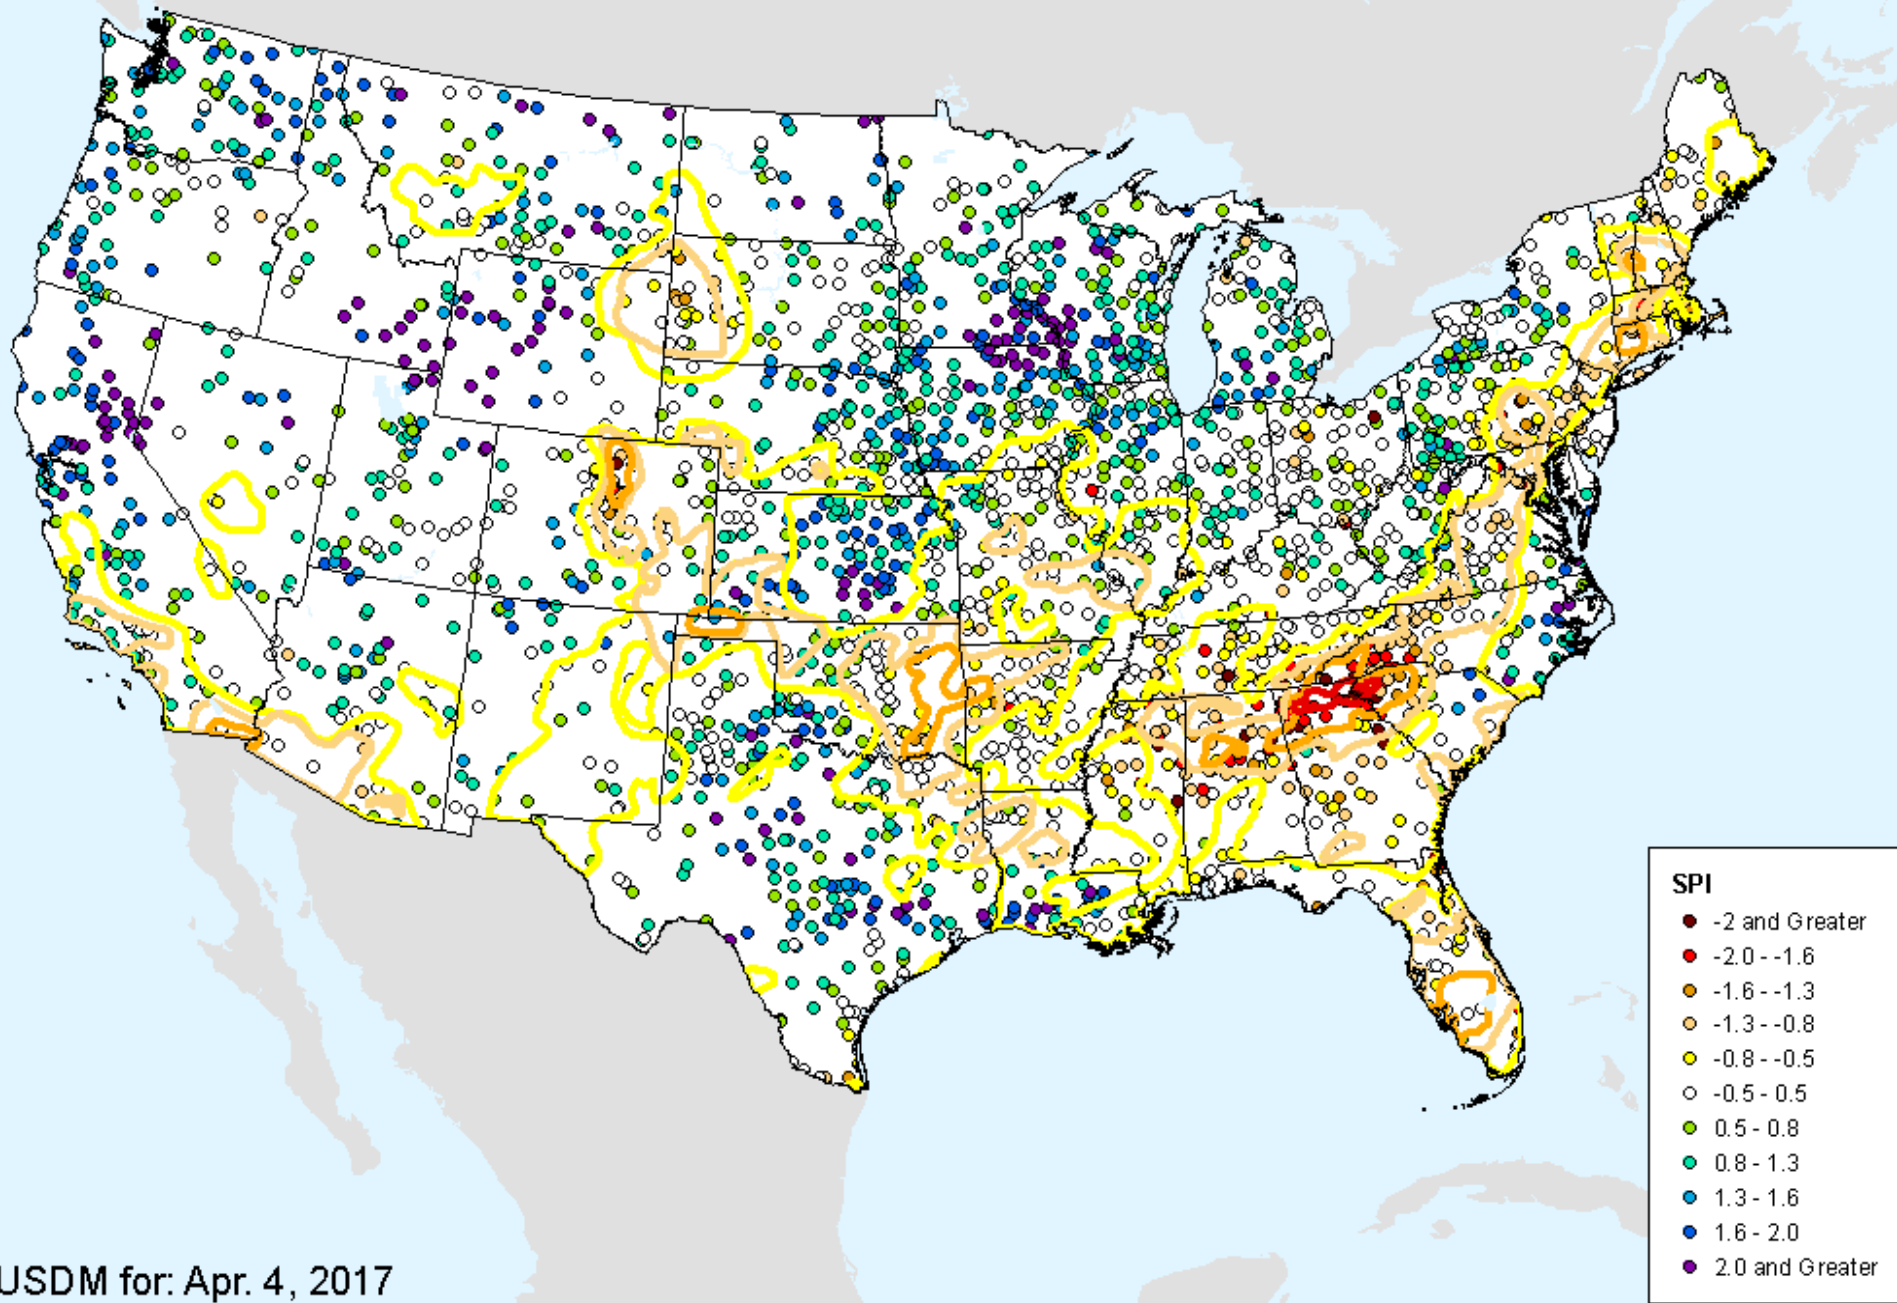 SPI
-2 and Greater
-2.0 - -1.6
-1.6 - -1.3
-1.3 - -0.8
-0.8 - -0.5
-0.5 - 0.5
0.5 - 0.8
0.8 - 1.3
1.3 - 1.6
1.6 - 2.0
2.0 and Greater
USDM for: Apr. 4, 2017